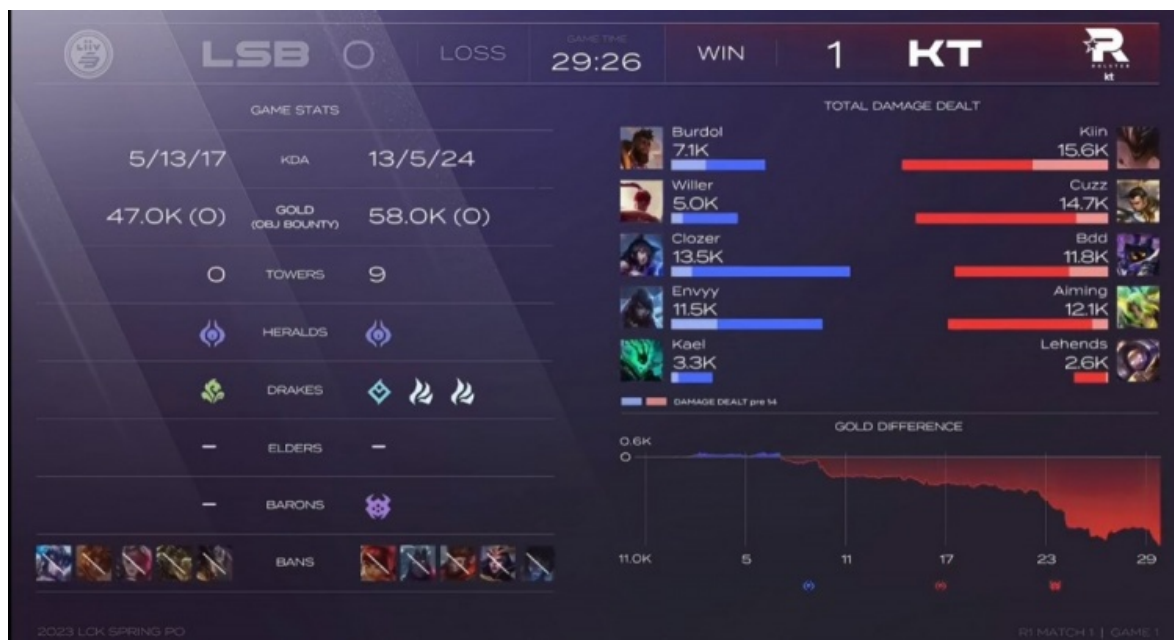 LIIV
LSB 0 LOSS GAME TIME WIN 1 KT
29:26
ROLSTER
kt
GAME STATS
5/13/17 KDA 13/5/24
47.0K (0) GOLD (OBJ BOUNTY) 58.0K (0)
0 TOWERS 9
HERALDS
DRAKES
– ELDERS –
– BARONS
BANS
TOTAL DAMAGE DEALT
Burdol Kiin
7.1K 15.6K
Willer Cuzz
5.0K 14.7K
Clozer Bdd
13.5K 11.8K
Envyy Aiming
11.5K 12.1K
Kael Lehends
3.3K 2.6K
DAMAGE DEALT pre 14
GOLD DIFFERENCE
0.6K
0
11.0K 5 11 17 23 29
2023 LCK SPRING PO R1 MATCH 1 | GAME 1